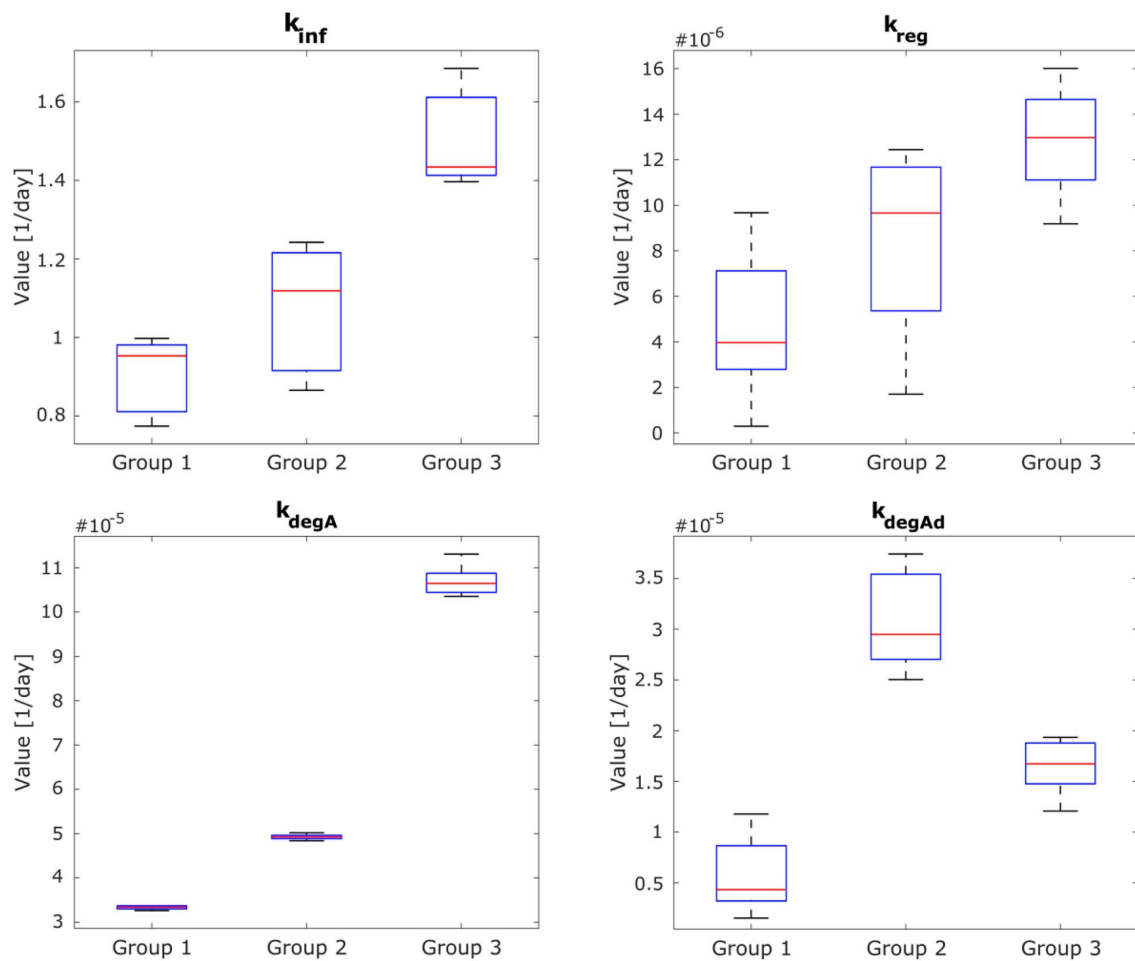 k_inf
Value [1/day]
1.6
1.4
1.2
1
0.8
Group 1 Group 2 Group 3
k_reg
#10^-6
Value [1/day]
16
14
12
10
8
6
4
2
0
Group 1 Group 2 Group 3
k_degA
#10^-5
Value [1/day]
11
10
9
8
7
6
5
4
3
Group 1 Group 2 Group 3
k_degAd
#10^-5
Value [1/day]
3.5
3
2.5
2
1.5
1
0.5
Group 1 Group 2 Group 3